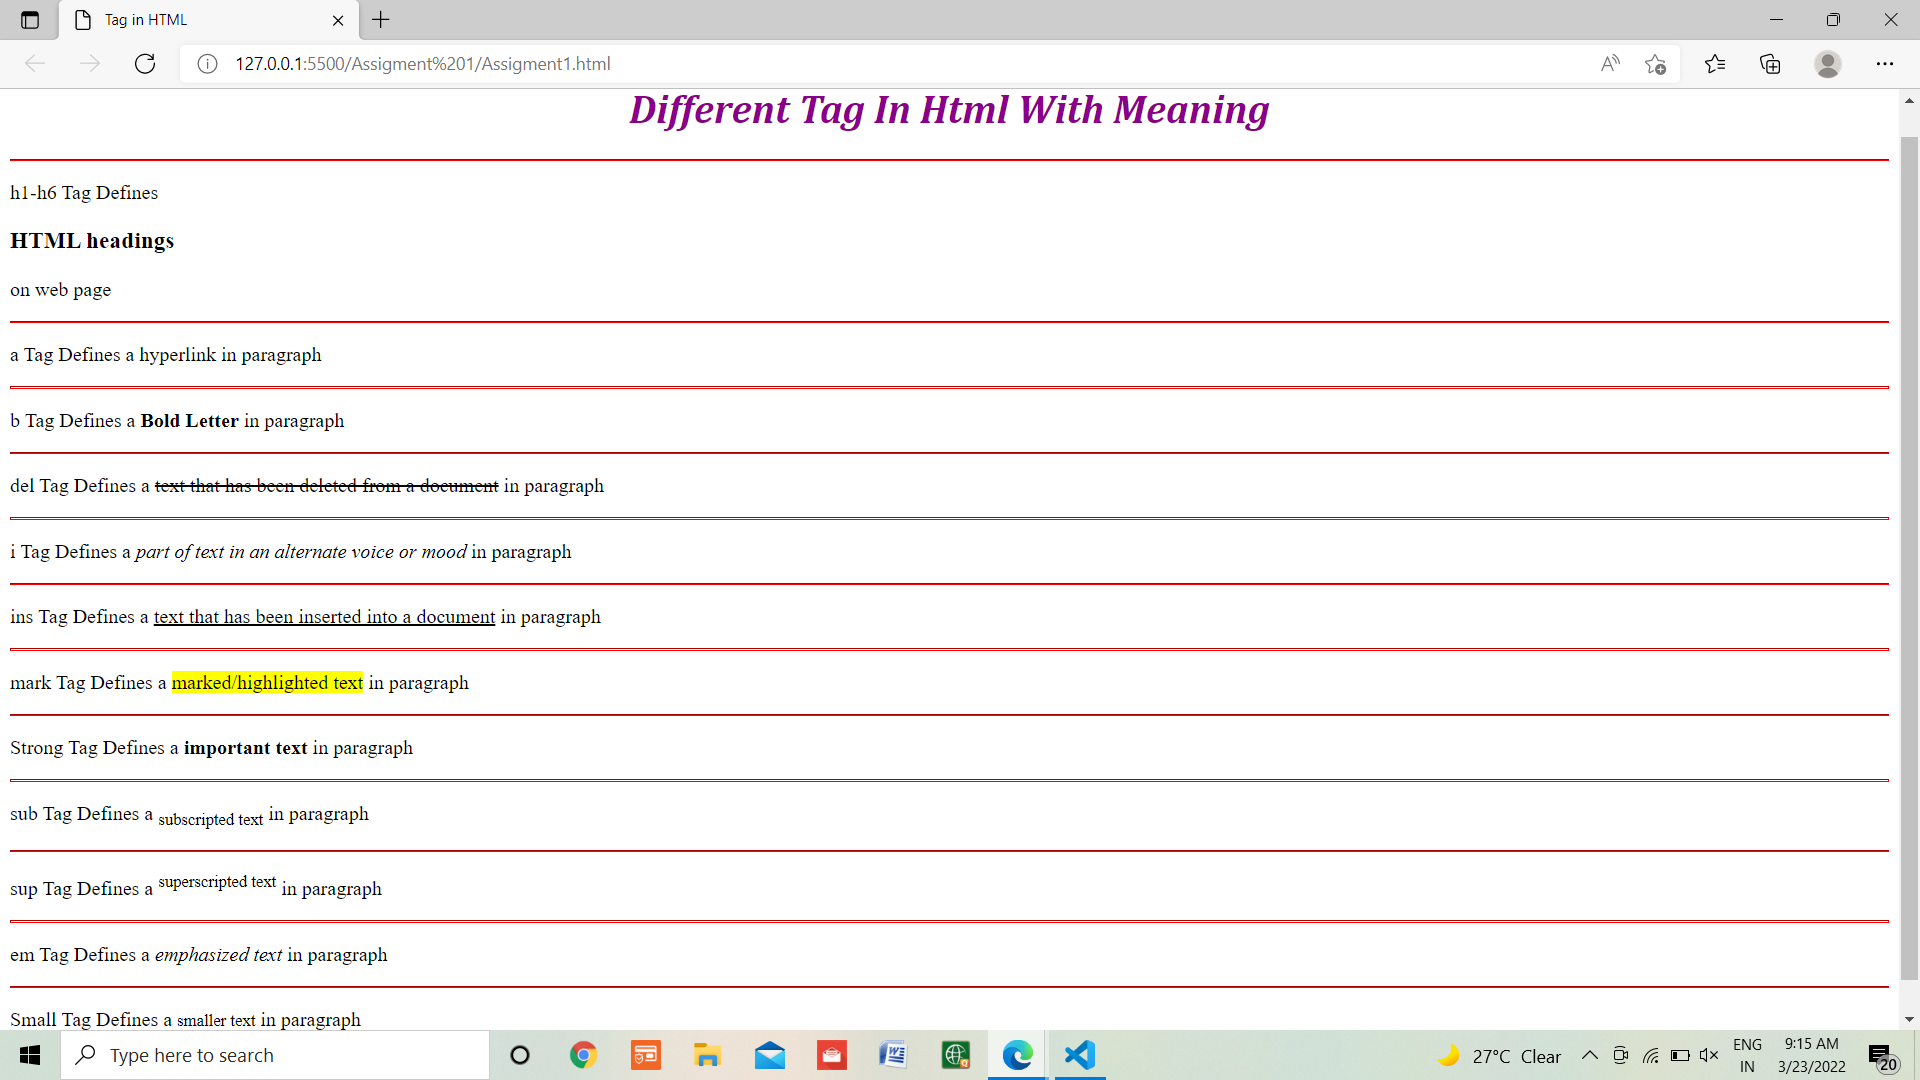 Tag in HTML
127.0.0.1:5500/Assigment%201/Assigment1.html
Different Tag In Html With Meaning
h1-h6 Tag Defines
HTML headings
on web page
a Tag Defines a hyperlink in paragraph
b Tag Defines a Bold Letter in paragraph
del Tag Defines a text that has been deleted from a document in paragraph
i Tag Defines a part of text in an alternate voice or mood in paragraph
ins Tag Defines a text that has been inserted into a document in paragraph
mark Tag Defines a marked/highlighted text in paragraph
Strong Tag Defines a important text in paragraph
sub Tag Defines a subscripted text in paragraph
sup Tag Defines a superscripted text in paragraph
em Tag Defines a emphasized text in paragraph
Small Tag Defines a smaller text in paragraph
Type here to search
27°C Clear
ENG
IN
9:15 AM
3/23/2022
20